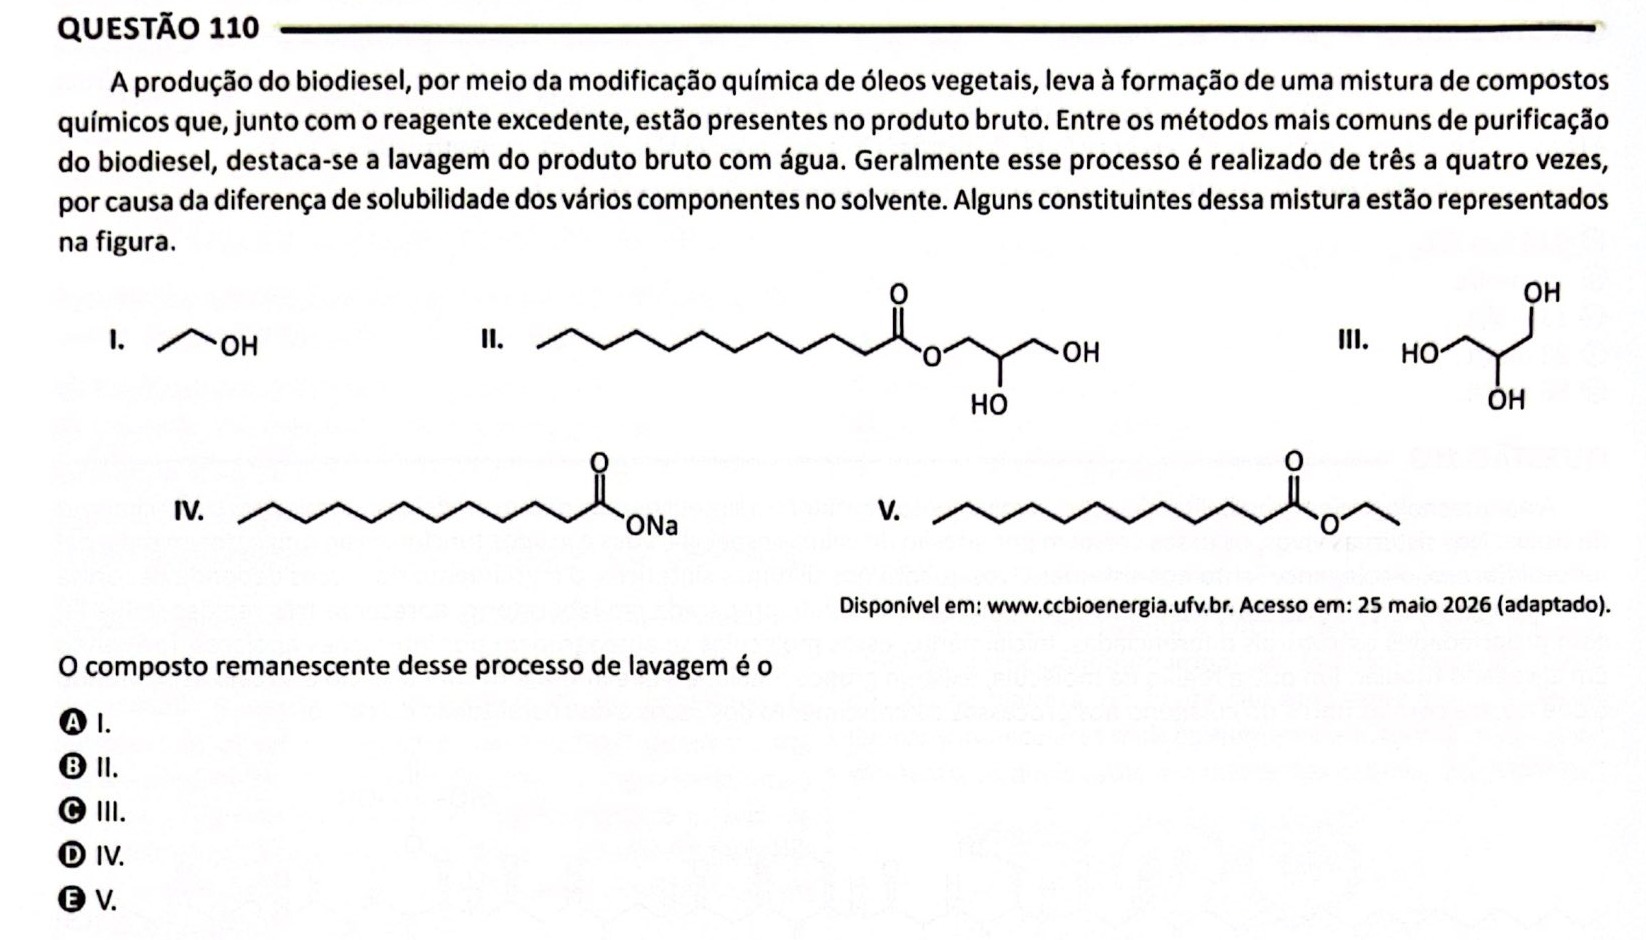 QUESTÃO 110
A produção do biodiesel, por meio da modificação química de óleos vegetais, leva à formação de uma mistura de compostos
químicos que, junto com o reagente excedente, estão presentes no produto bruto. Entre os métodos mais comuns de purificação
do biodiesel, destaca-se a lavagem do produto bruto com água. Geralmente esse processo é realizado de três a quatro vezes,
por causa da diferença de solubilidade dos vários componentes no solvente. Alguns constituintes dessa mistura estão representados
na figura.
I. OH
II. O O OH HO
III. OH HO OH
IV. O ONa
V. O O
Disponível em: www.ccbioenergia.ufv.br. Acesso em: 25 maio 2026 (adaptado).
O composto remanescente desse processo de lavagem é o
A I.
B II.
C III.
D IV.
E V.